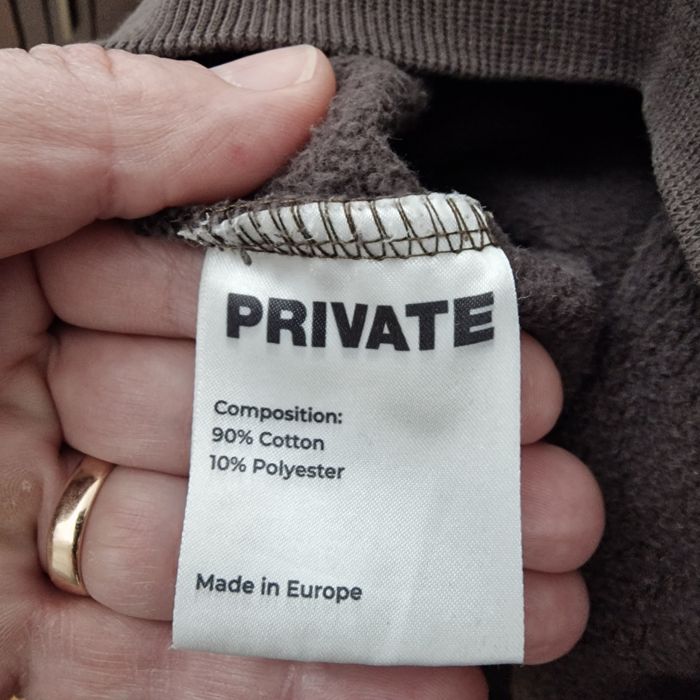 PRIVATE
Composition:
90% Cotton
10% Polyester
Made in Europe